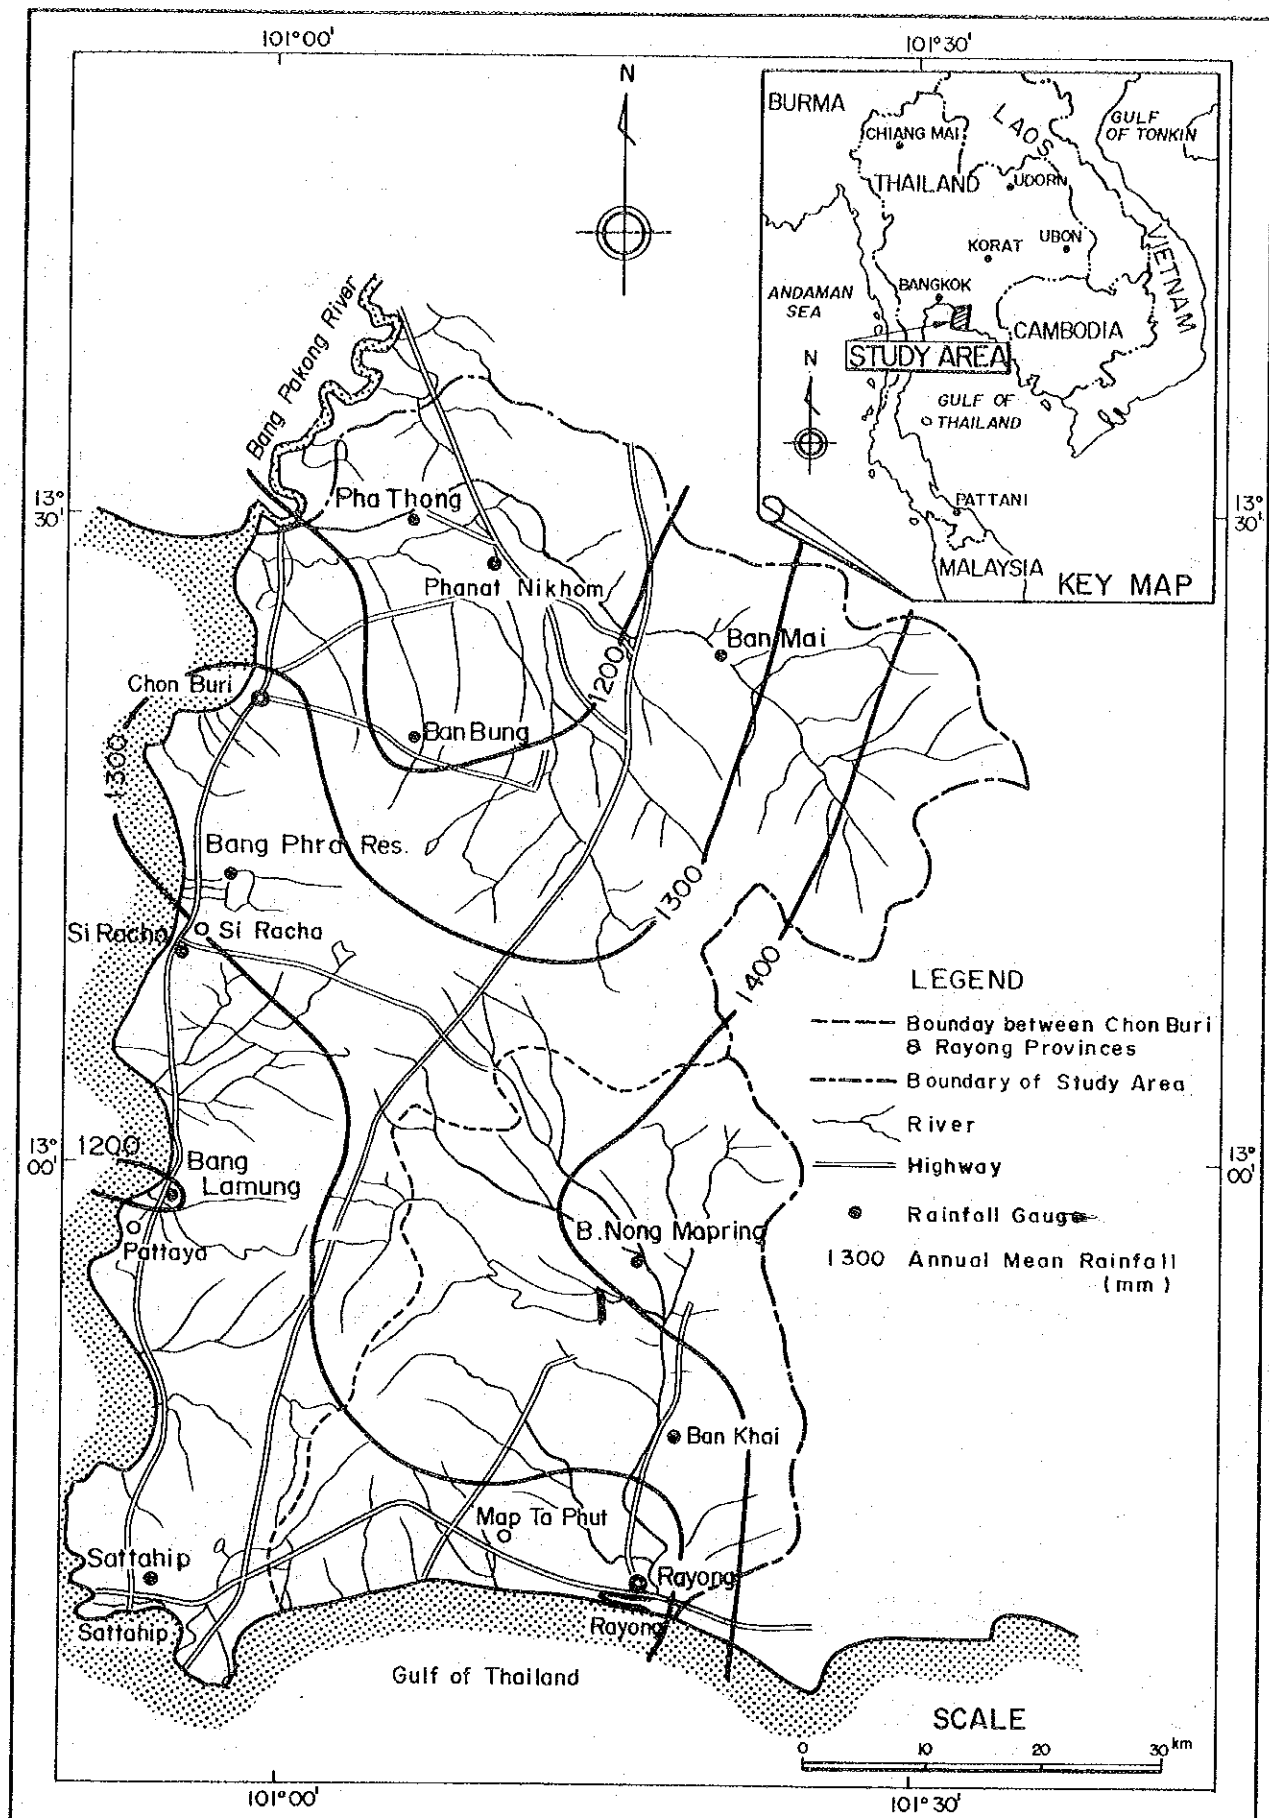 101°00'
101°30'
N
BURMA
CHIANG MAI
LAOS
GULF
OF TONKIN
THAILAND
UDORN
KORAT
UBON
VIETNAM
BANGKOK
ANDAMAN
SEA
CAMBODIA
STUDY AREA
N
GULF OF
THAILAND
PATTANI
MALAYSIA
KEY MAP
Bang Pakong River
13°
30'
13°
30'
Pha Thong
Phanat Nikhom
Ban Mai
1200
Chon Buri
Ban Bung
1300
Bang Phra Res.
1300
Si Racha
Si Racha
1400
LEGEND
Bounday between Chon Buri
& Rayong Provinces
Boundary of Study Area
River
Highway
Rainfall Gauge
1300 Annual Mean Rainfall
(mm)
13°
00'
1200
13°
00'
Bang
Lamung
Pattaya
B. Nong Mapring
Ban Khai
Map Ta Phut
Sattahip
Rayong
Sattahip
Rayong
Gulf of Thailand
SCALE
0 10 20 30 km
101°00'
101°30'